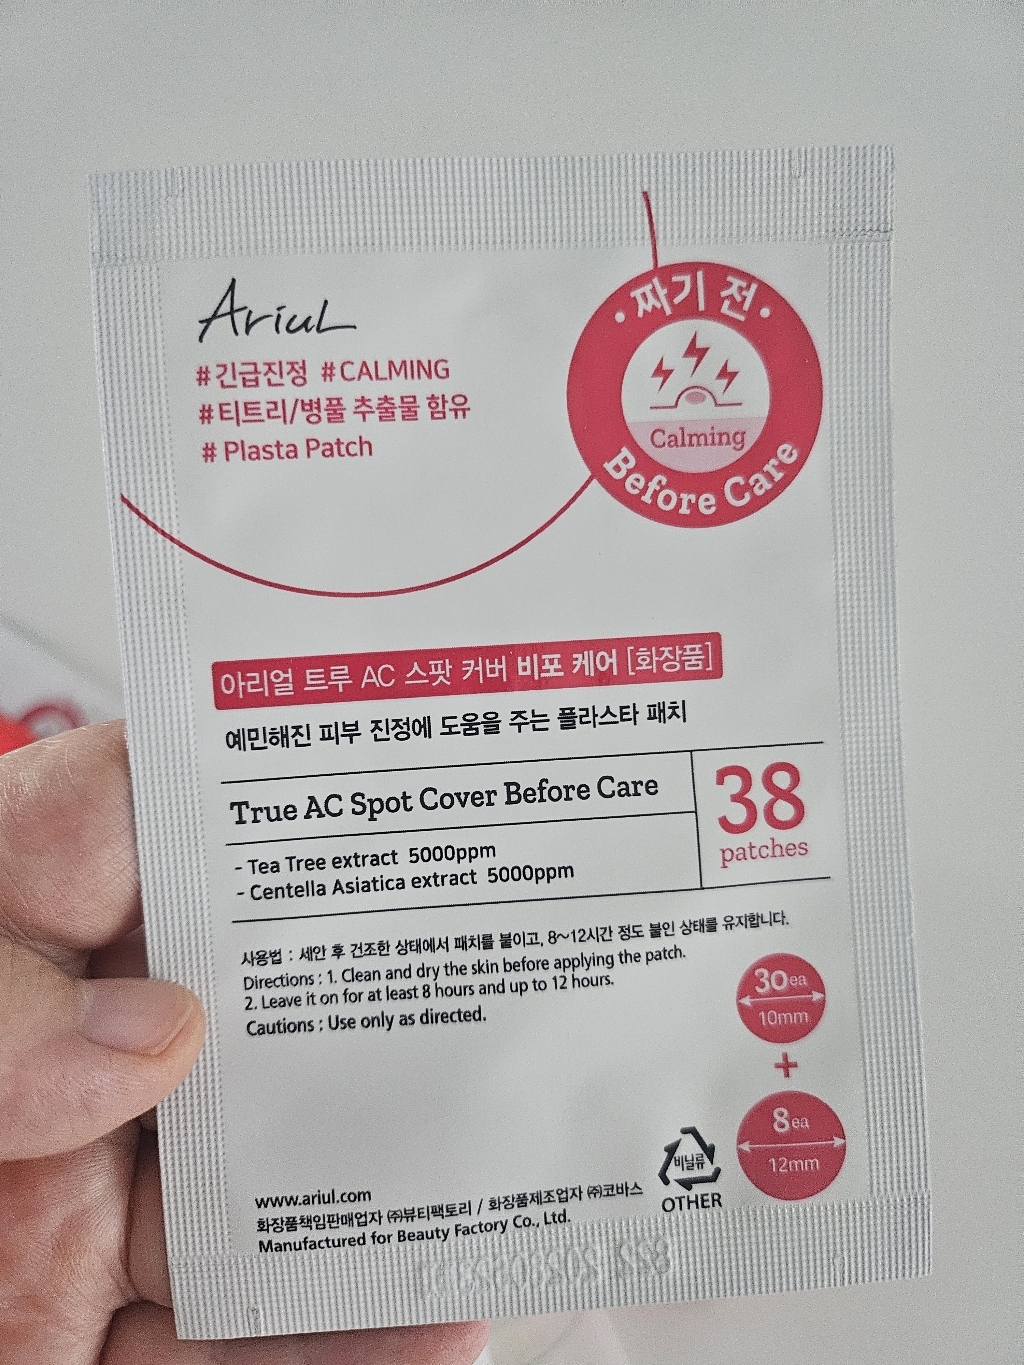 Ariul
#긴급진정 #CALMING
#티트리/병풀 추출물 함유
# Plasta Patch
• 짜기 전 •
Calming
Before Care
아리얼 트루 AC 스팟 커버 비포 케어 [화장품]
예민해진 피부 진정에 도움을 주는 플라스타 패치
True AC Spot Cover Before Care
38
patches
- Tea Tree extract 5000ppm
- Centella Asiatica extract 5000ppm
사용법 : 세안 후 건조한 상태에서 패치를 붙이고, 8~12시간 정도 붙인 상태를 유지합니다.
Directions : 1. Clean and dry the skin before applying the patch.
2. Leave it on for at least 8 hours and up to 12 hours.
Cautions : Use only as directed.
30ea
10mm
+
8ea
12mm
비닐류
OTHER
www.ariul.com
화장품책임판매업자 ㈜뷰티팩토리 / 화장품제조업자 ㈜코바스
Manufactured for Beauty Factory Co., Ltd.